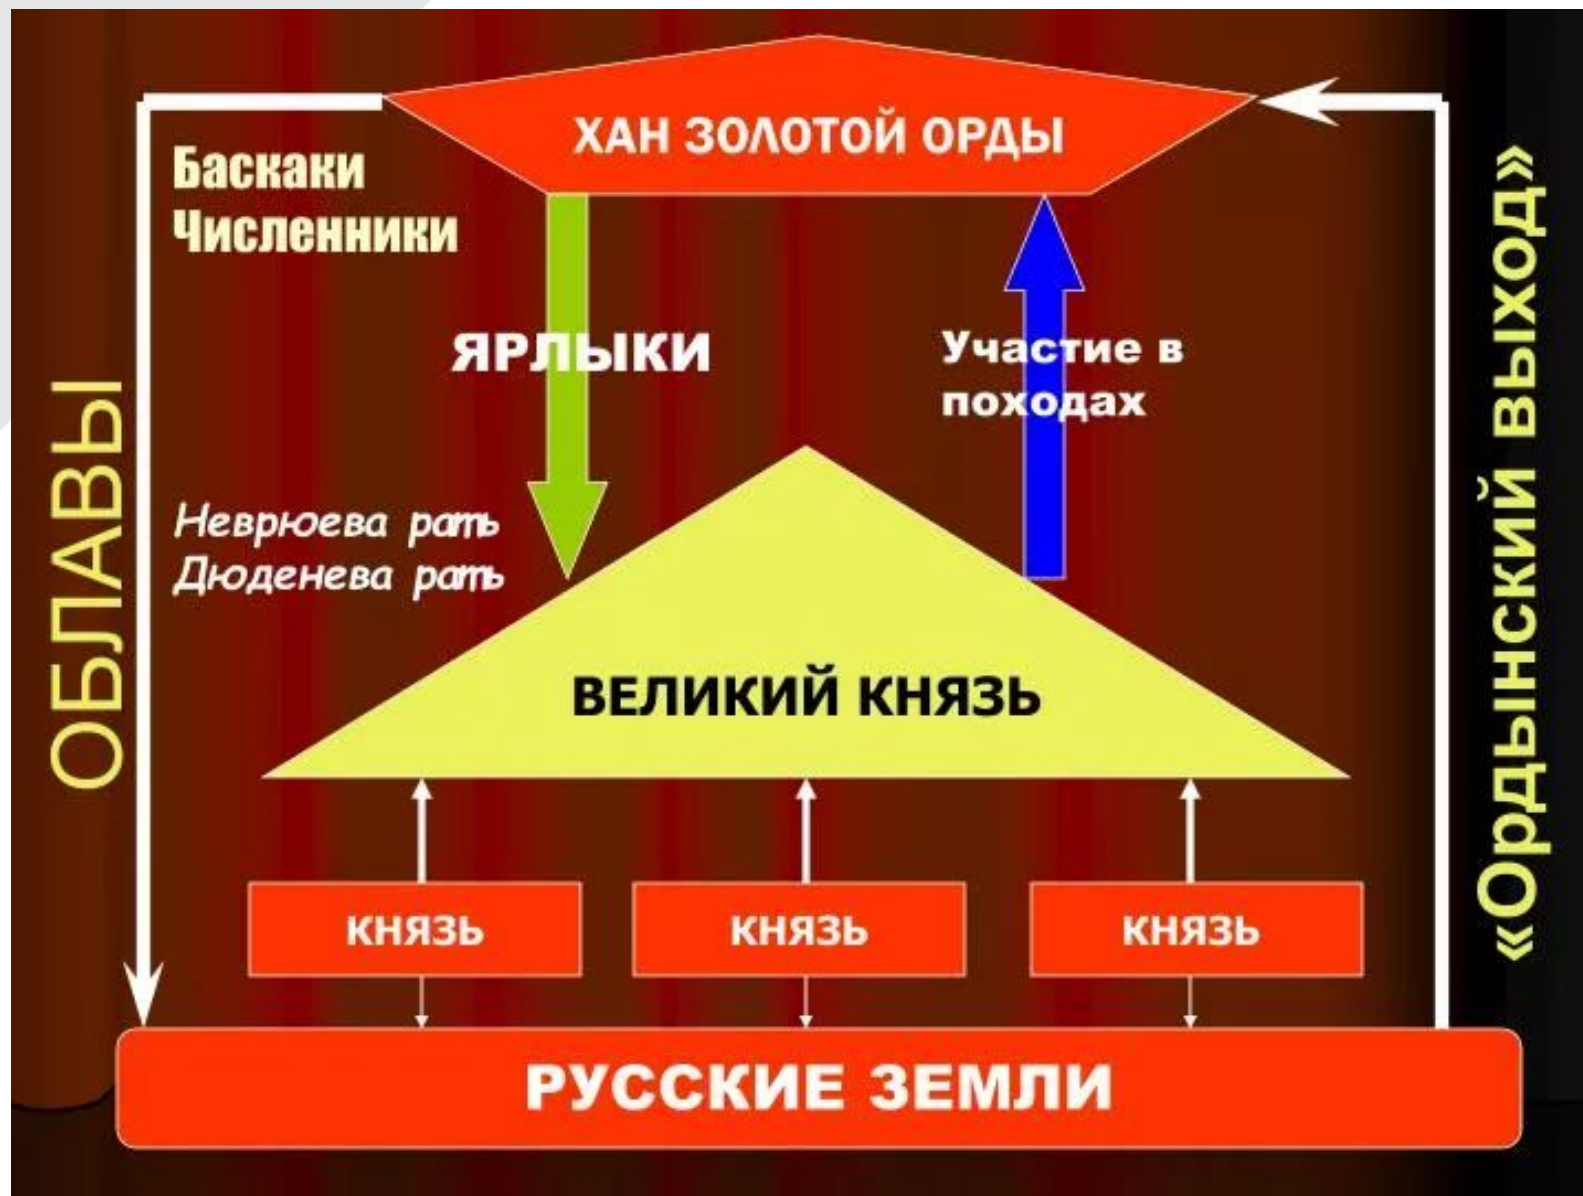 ХАН ЗОЛОТОЙ ОРДЫ
Баскаки
Численники
ЯРЛЫКИ
Участие в
походах
ОБЛАВЫ
Неврюева рать
Дюденева рать
«Ордынский выход»
ВЕЛИКИЙ КНЯЗЬ
КНЯЗЬ
КНЯЗЬ
КНЯЗЬ
РУССКИЕ ЗЕМЛИ